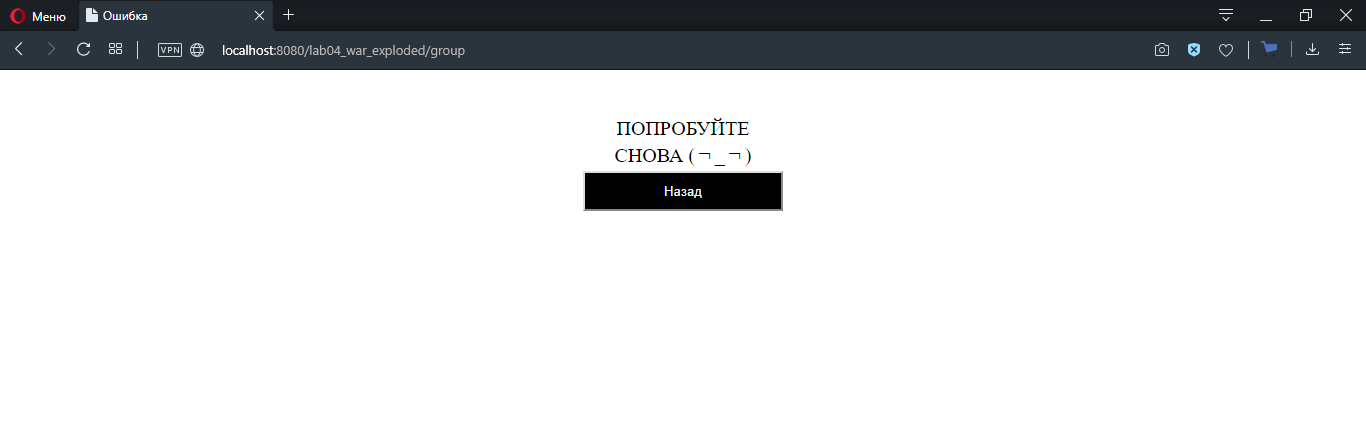 Меню
Ошибка
VPN
localhost:8080/lab04_war_exploded/group
ПОПРОБУЙТЕ
СНОВА (¬_¬)
Назад